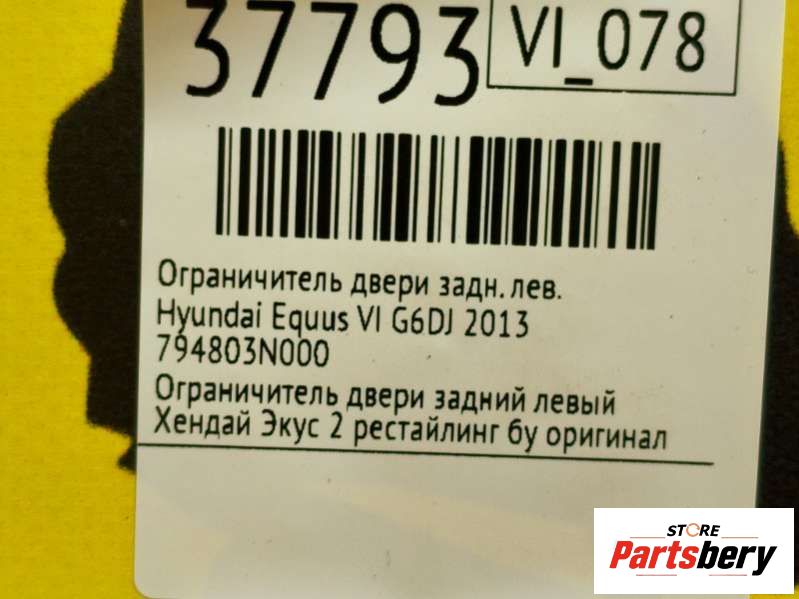 37793 VI_078
Ограничитель двери задн. лев.
Hyundai Equus VI G6DJ 2013
794803N000
Ограничитель двери задний левый
Хендай Экус 2 рестайлинг бу оригинал
STORE
Partsbery